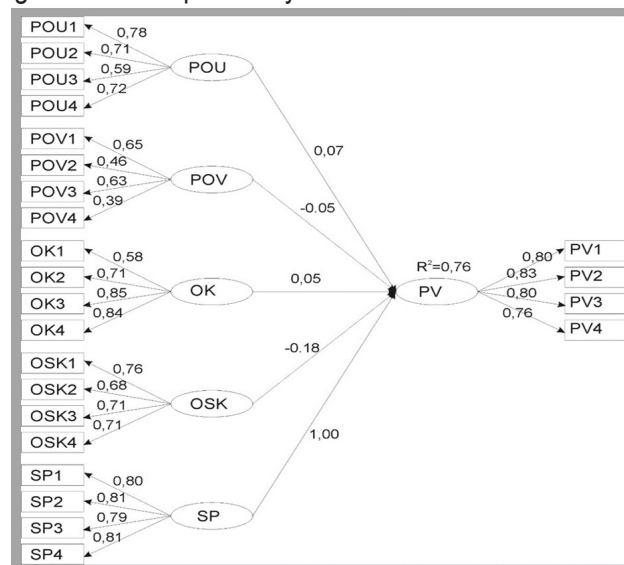 POU1
0,78
POU2
0,71
POU3
0,59
POU4
0,72
POU
0,07
POV1
0,65
POV2
0,46
POV3
0,63
POV4
0,39
POV
-0.05
OK1
0,58
OK2
0,71
OK3
0,85
OK4
0,84
OK
0,05
OSK1
0,76
OSK2
0,68
OSK3
0,71
OSK4
0,71
OSK
-0.18
SP1
0,80
SP2
0,81
SP3
0,79
SP4
0,81
SP
1,00
R²=0,76
PV
0,80
PV1
0,83
PV2
0,80
PV3
0,76
PV4